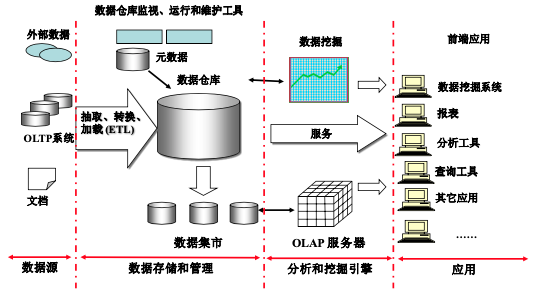 数据仓库监视、运行和维护工具
外部数据
元数据
数据挖掘
前端应用
数据仓库
数据挖掘系统
OLTP系统
抽取、转换、
加载 (ETL)
服务
报表
分析工具
查询工具
其它应用
文档
数据集市
OLAP 服务器
……
数据源
数据存储和管理
分析和挖掘引擎
应用